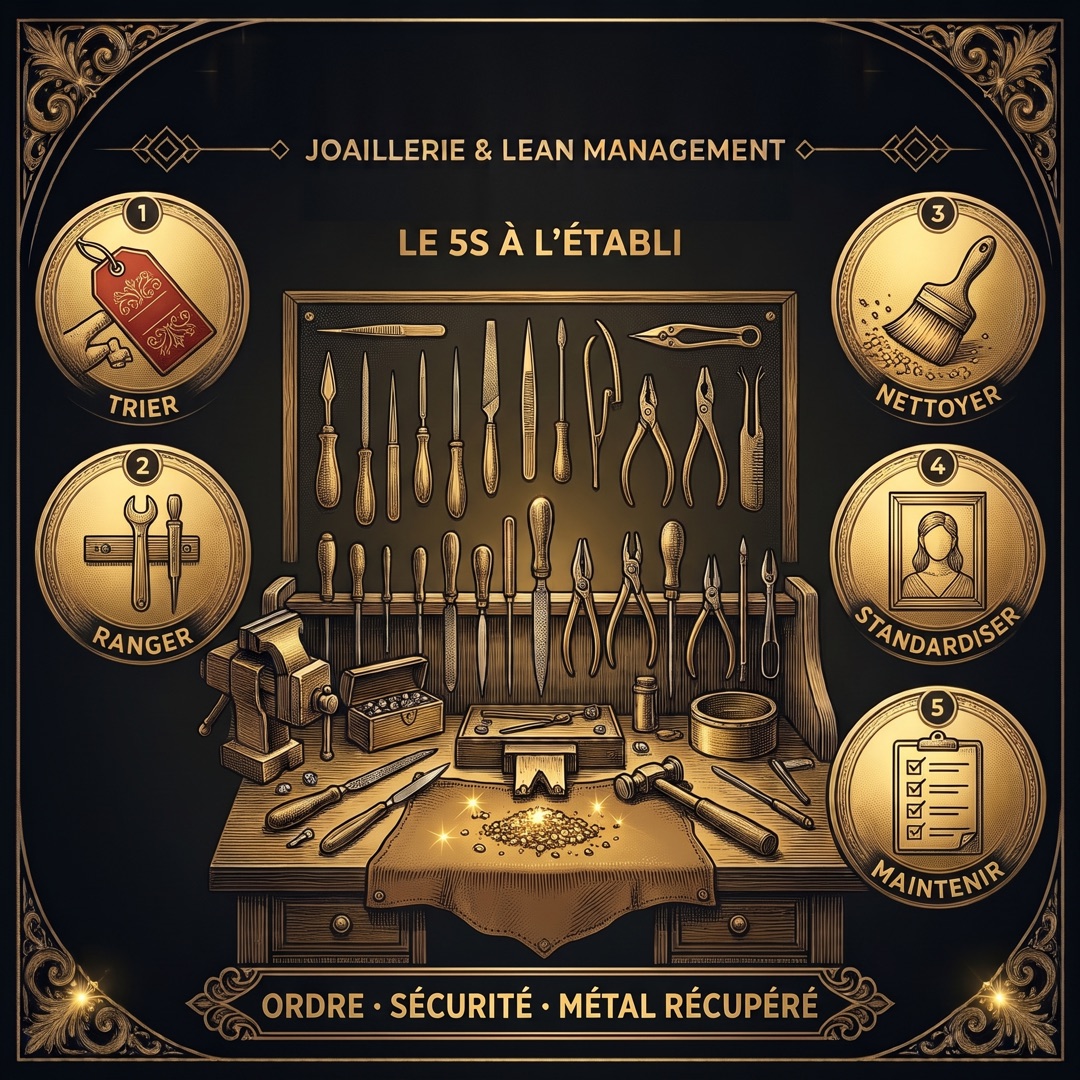 JOAILLERIE & LEAN MANAGEMENT
LE 5S À L'ÉTABLI
1
TRIER
2
RANGER
3
NETTOYER
4
STANDARDISER
5
MAINTENIR
ORDRE · SÉCURITÉ · MÉTAL RÉCUPÉRÉ